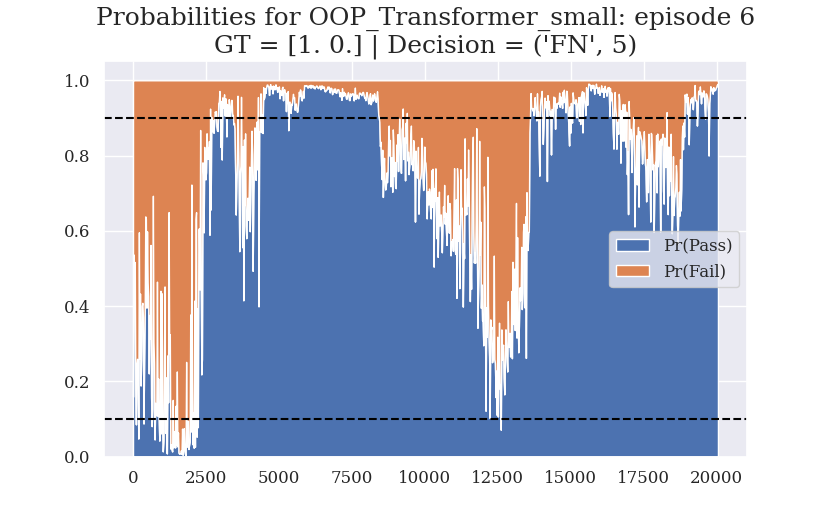 Probabilities for OOP_Transformer_small: episode 6
GT = [1. 0.] | Decision = ('FN', 5)
1.0
0.8
0.6
0.4
0.2
0.0
Pr(Pass)
Pr(Fail)
0 2500 5000 7500 10000 12500 15000 17500 20000